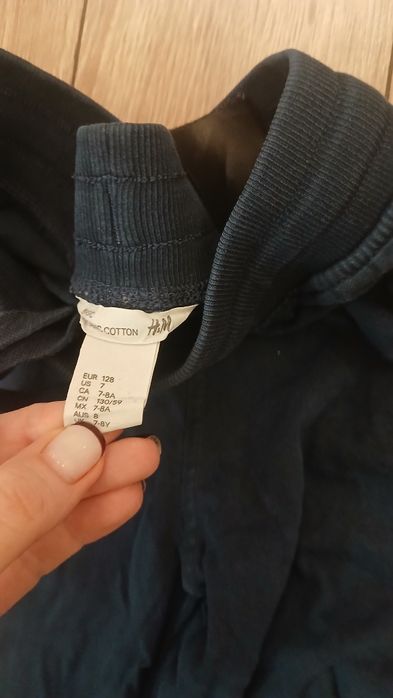 COTTON H&M
EUR 128
US 7
CA 7-8A
CN 130/59
MX 7-8A
AUS 8
7-8Y